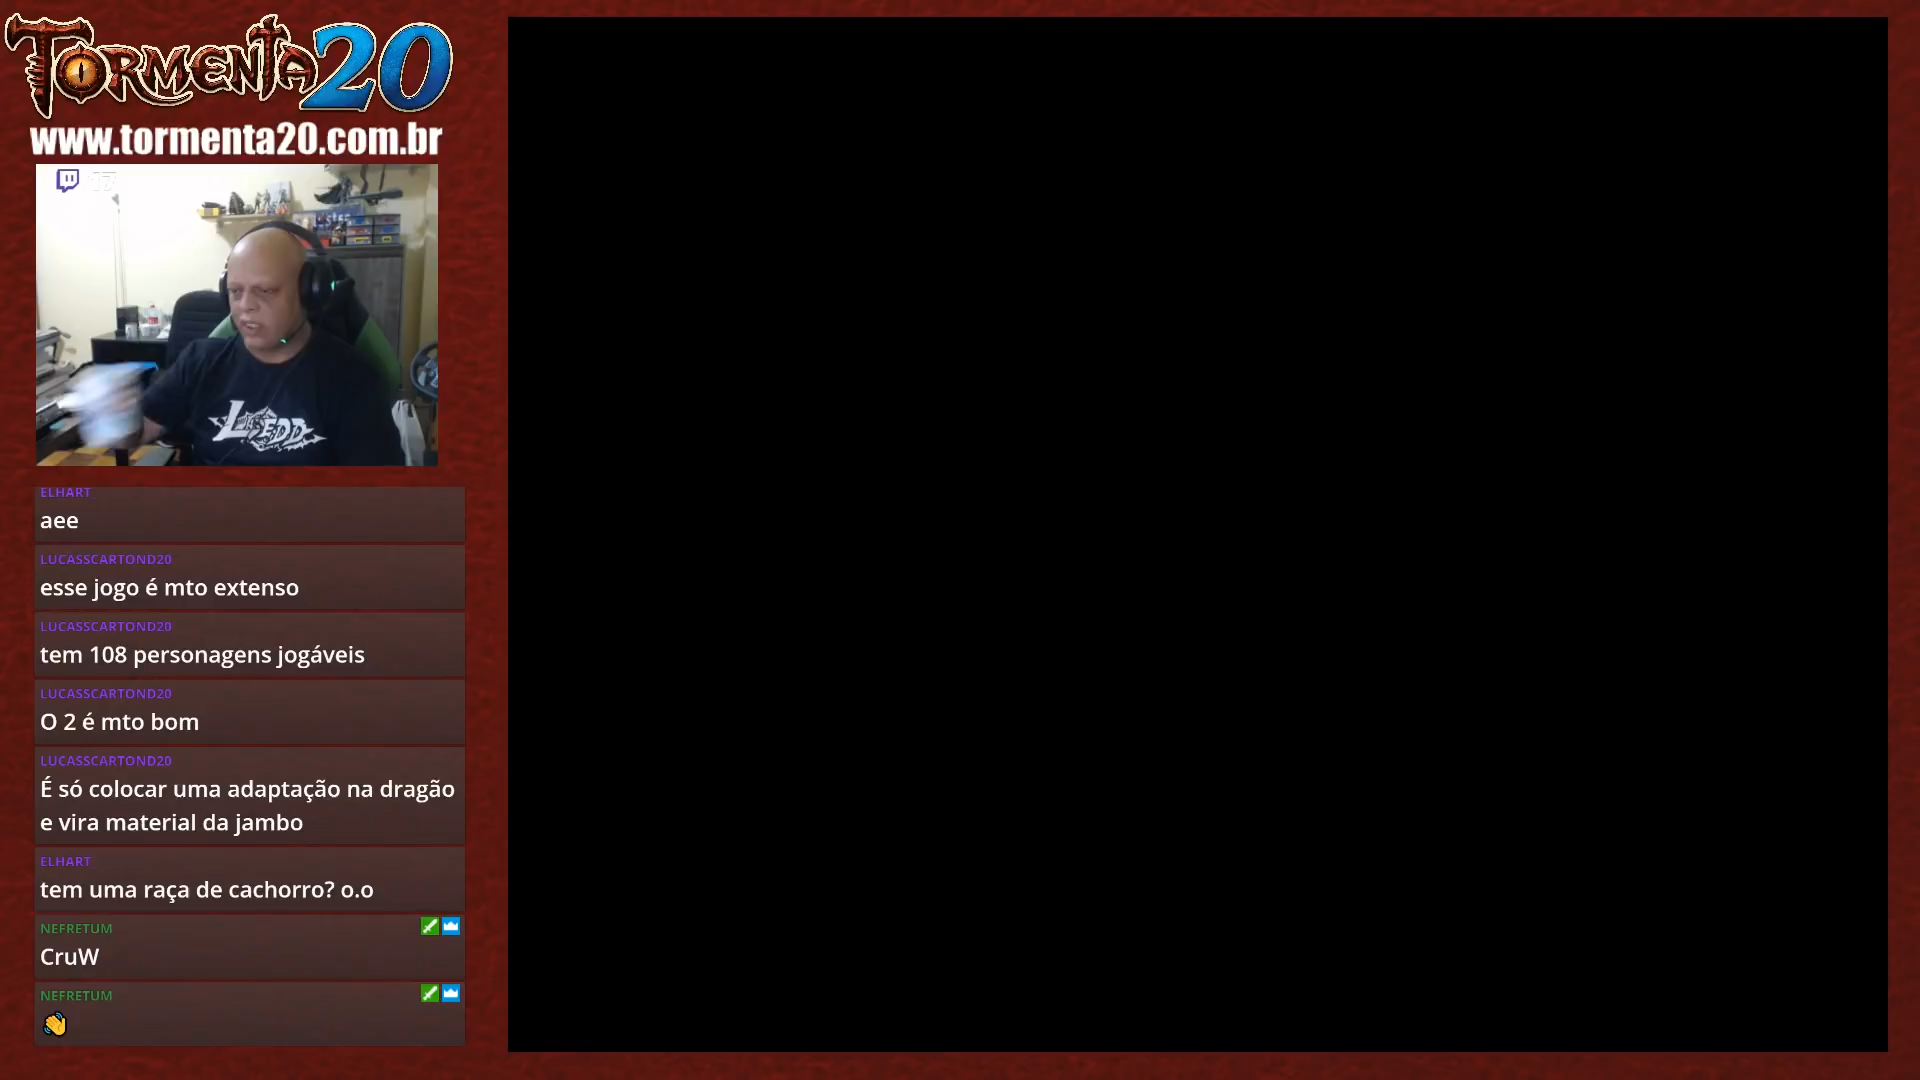 TORMENTA20
www.tormenta20.com.br
17
LEDD
ELHART
aee
LUCASSCARTOND20
esse jogo é mto extenso
LUCASSCARTOND20
tem 108 personagens jogáveis
LUCASSCARTOND20
O 2 é mto bom
LUCASSCARTOND20
É só colocar uma adaptação na dragão
e vira material da jambo
ELHART
tem uma raça de cachorro? o.o
NEFRETUM
CruW
NEFRETUM
👋